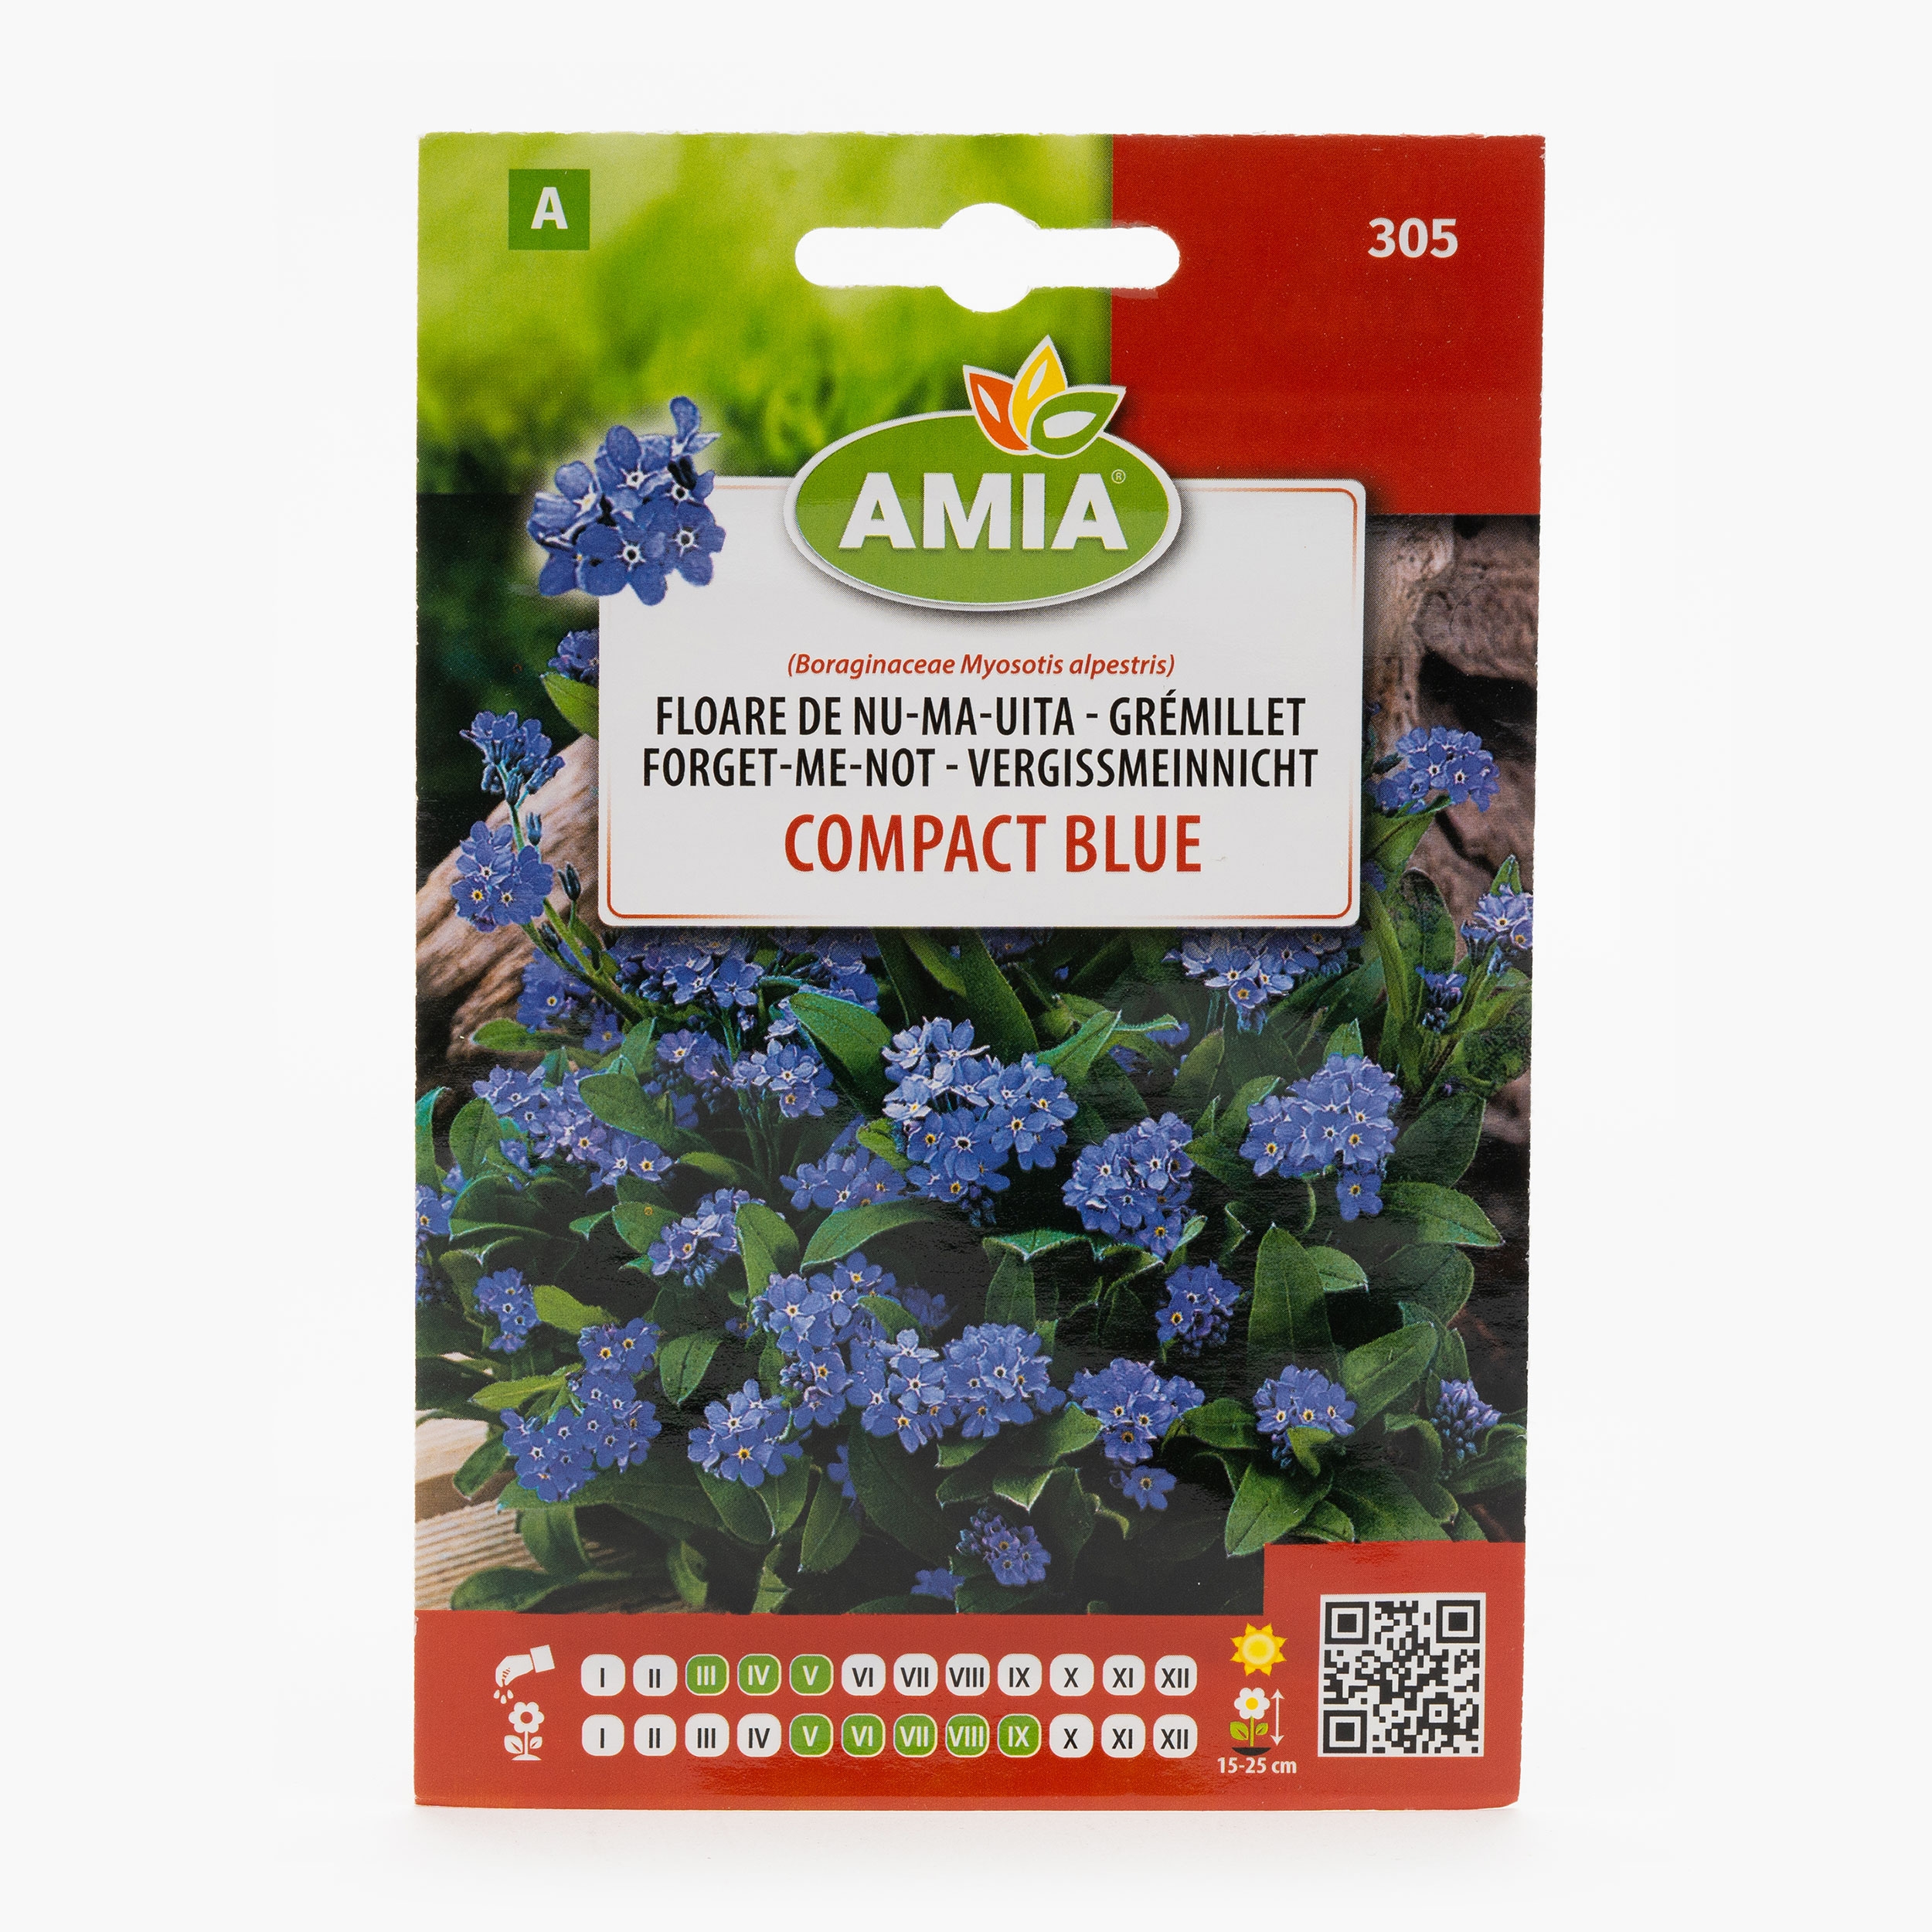 A
305
AMIA®
(Boraginaceae Myosotis alpestris)
FLOARE DE NU-MA-UITA - GRÉMILLET
FORGET-ME-NOT - VERGISSMEINNICHT
COMPACT BLUE
I II III IV V VI VII VIII IX X XI XII
I II III IV V VI VII VIII IX X XI XII
15-25 cm